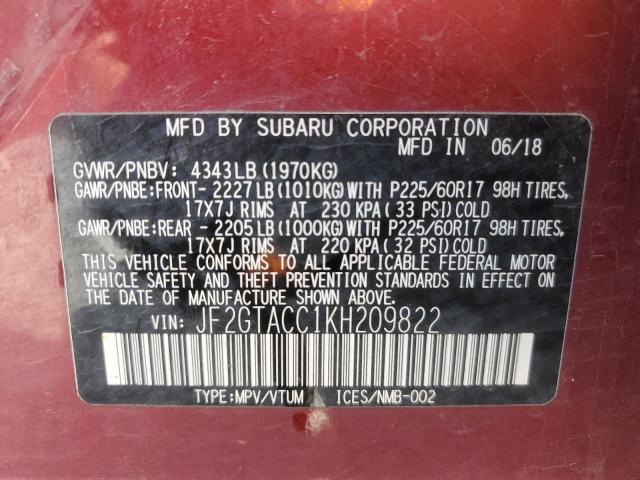 MFD BY SUBARU CORPORATION
MFD IN 06/18
GVWR/PNBV: 4343LB(1970KG)
GAWR/PNBE:FRONT- 2227LB(1010KG)WITH P225/60R17 98H TIRES,
17X7J RIMS AT 230 KPA(33 PSI)COLD
GAWR/PNBE:REAR - 2205LB(1000KG)WITH P225/60R17 98H TIRES,
17X7J RIMS AT 220 KPA(32 PSI)COLD
THIS VEHICLE CONFORMS TO ALL APPLICABLE FEDERAL MOTOR
VEHICLE SAFETY AND THEFT PREVENTION STANDARDS IN EFFECT
ON THE DATE OF MANUFACTURE SHOWN ABOVE.
VIN: JF2GTACC1KH209822
TYPE:MPV/VTUM ICES/NMB-002